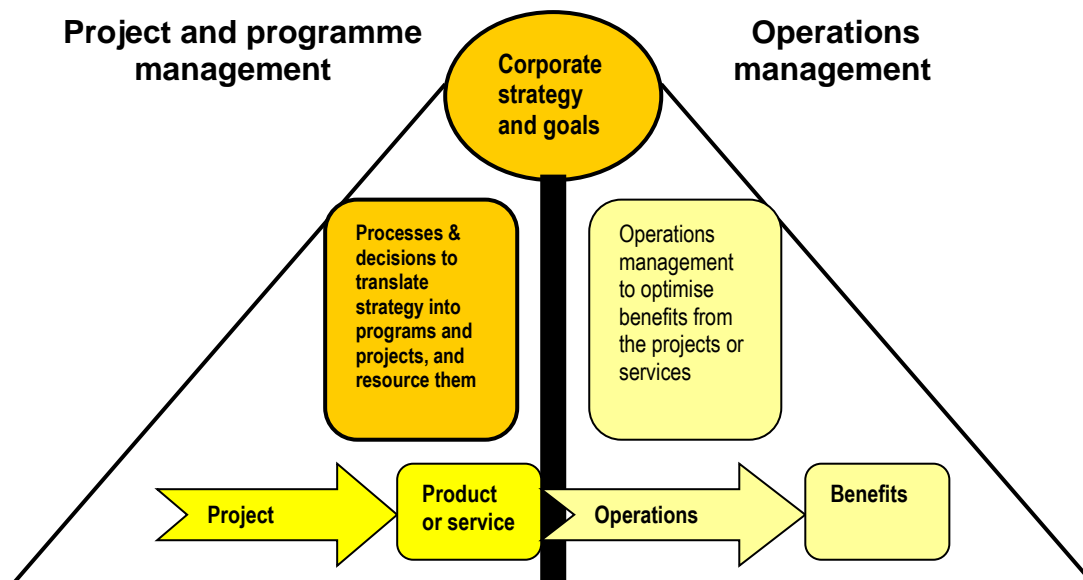 Project and programme
management
Operations
management
Corporate
strategy
and goals
Processes &
decisions to
translate
strategy into
programs and
projects, and
resource them
Operations
management
to optimise
benefits from
the projects or
services
Project
Product
or service
Operations
Benefits